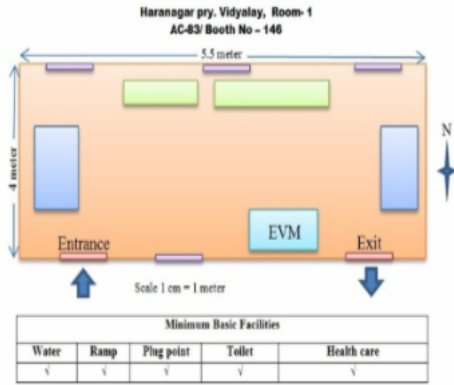 Haranagar pry. Vidyalay, Room- 1
AC-83/ Booth No – 146
5.5 meter
4 meter
N
EVM
Entrance
Exit
Scale 1 cm = 1 meter
Minimum Basic Facilities
Water Ramp Plug point Toilet Health care
√ √ √ √ √